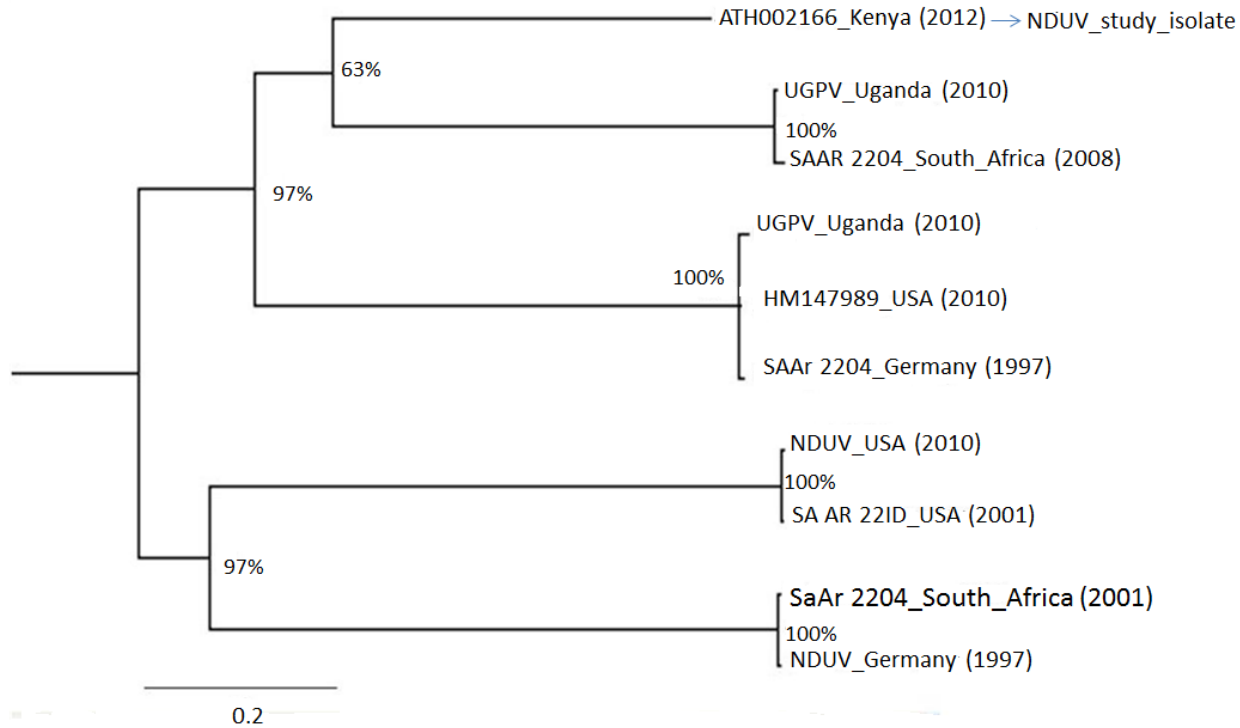 ATH002166_Kenya (2012) → NDUV_study_isolate
63%
UGPV_Uganda (2010)
100%
SAAR 2204_South_Africa (2008)
97%
UGPV_Uganda (2010)
100%
HM147989_USA (2010)
SAAr 2204_Germany (1997)
NDUV_USA (2010)
100%
SA AR 22ID_USA (2001)
97%
SaAr 2204_South_Africa (2001)
100%
NDUV_Germany (1997)
0.2